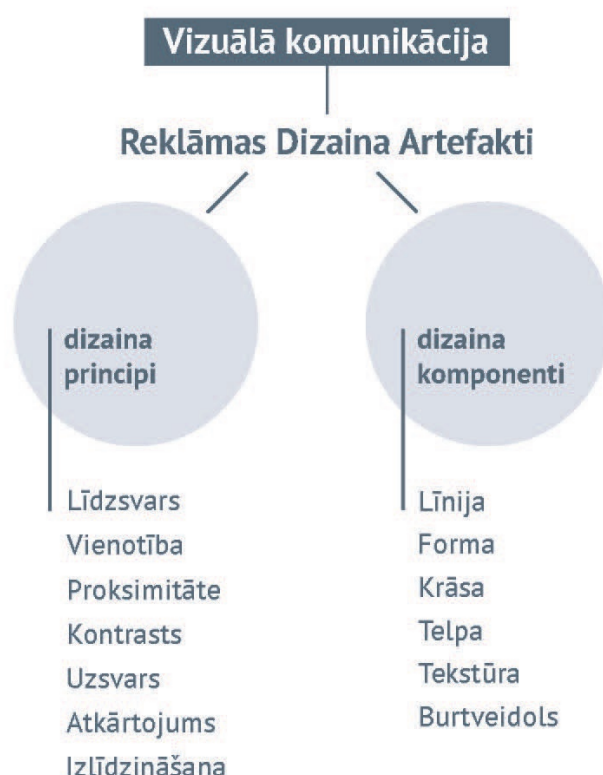 Vizuālā komunikācija
Reklāmas Dizaina Artefakti
dizaina
principi
Līdzsvars
Vienotība
Proksimitāte
Kontrasts
Uzsvars
Atkārtojums
Izlīdzināšana
dizaina
komponenti
Līnija
Forma
Krāsa
Telpa
Tekstūra
Burtveidols